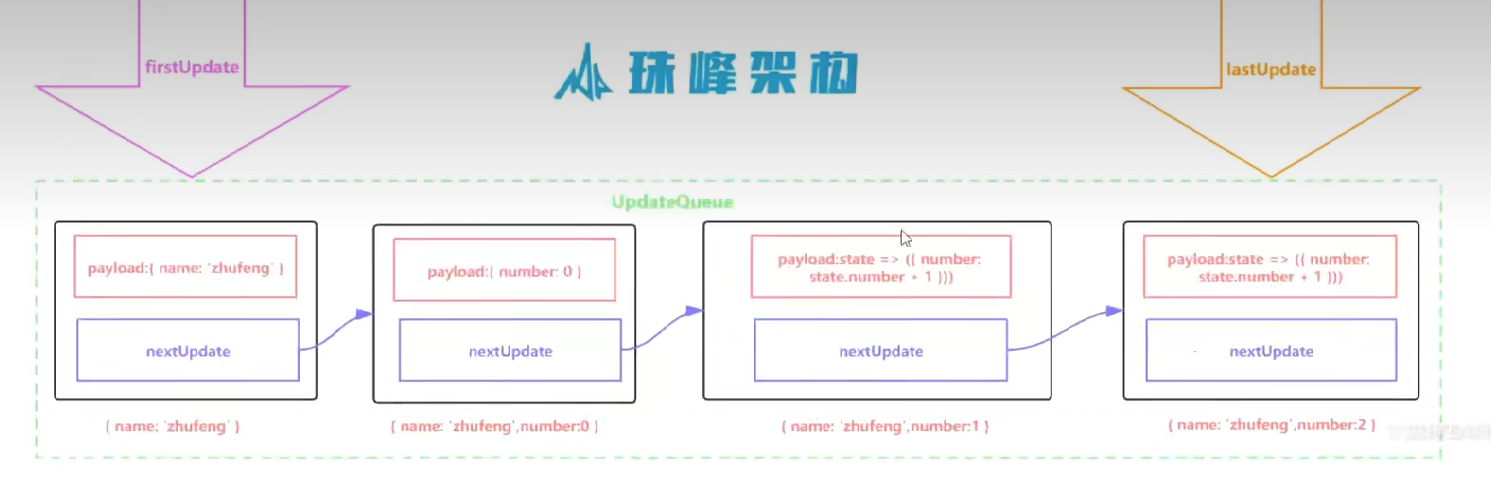 firstUpdate
珠峰架构
lastUpdate
UpdateQueue
payload:{ name: 'zhufeng' }
payload:{ number: 0 }
payload:state => ({ number:
state.number + 1 }))
payload:state => ({ number:
state.number + 1 }))
nextUpdate
nextUpdate
nextUpdate
nextUpdate
{ name: 'zhufeng' }
{ name: 'zhufeng',number:0 }
{ name: 'zhufeng',number:1 }
{ name: 'zhufeng',number:2 }